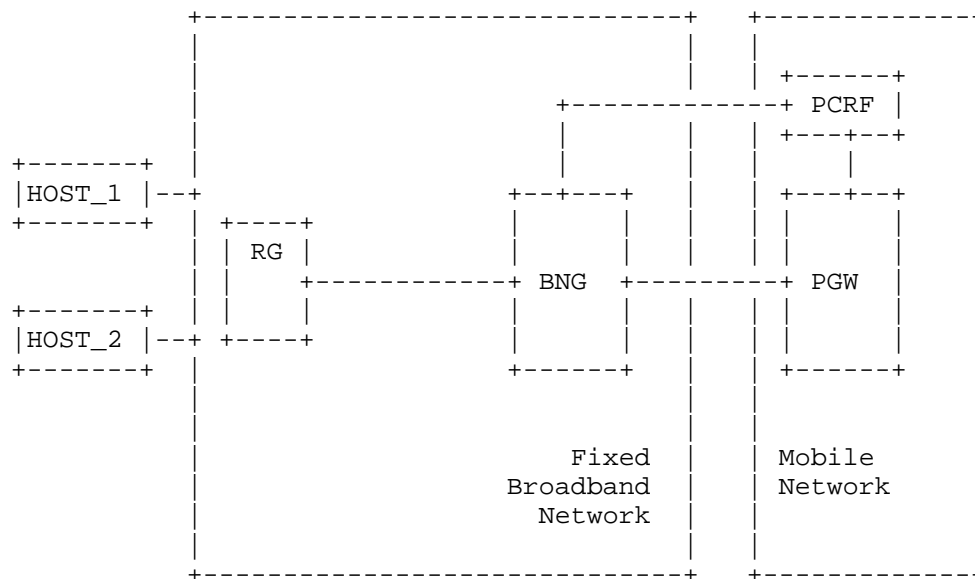 PCRF
HOST_1
RG
BNG
PGW
HOST_2
Fixed
Mobile
Broadband
Network
Network